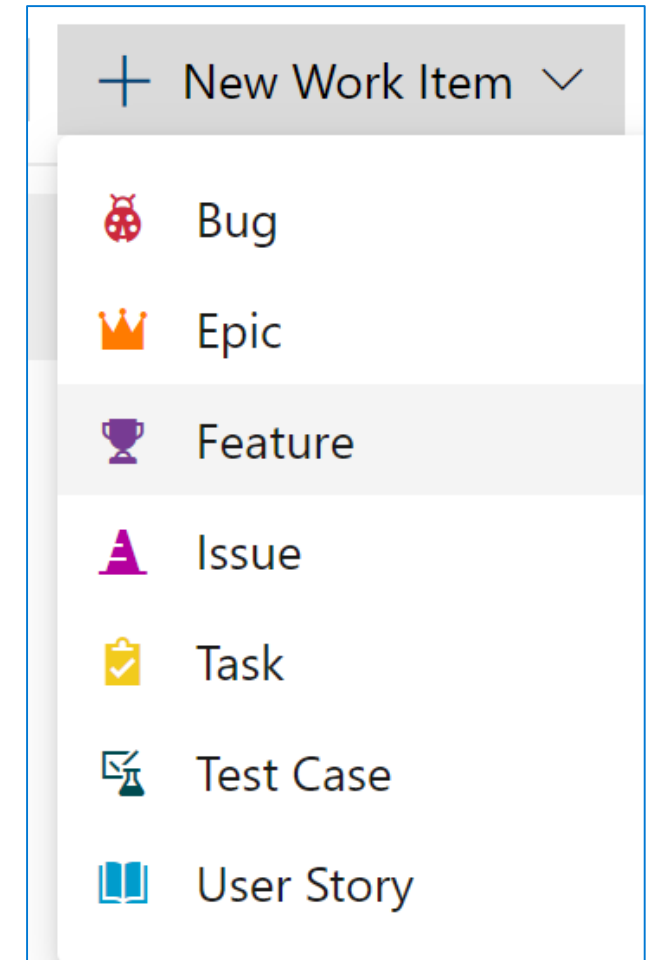 New Work Item
Bug
Epic
Feature
Issue
Task
Test Case
User Story